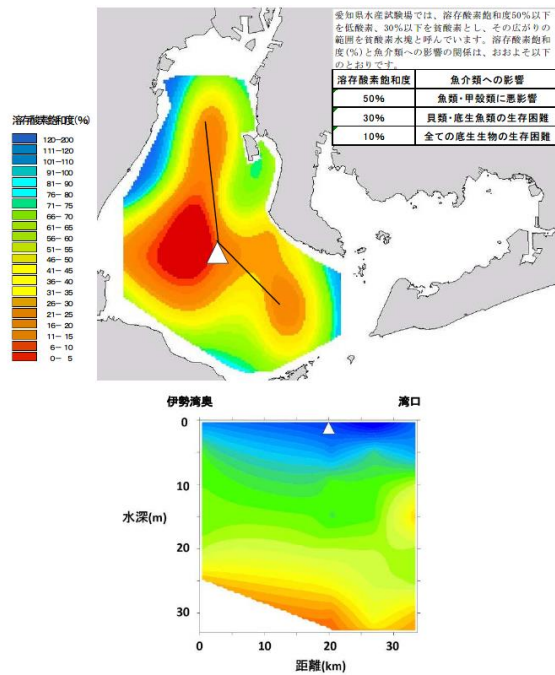 愛知県水産試験場では、溶存酸素飽和度50%以下
を低酸素、30%以下を貧酸素とし、その広がりの
範囲を貧酸素水塊と呼んでいます。溶存酸素飽和
度(%)と魚介類への影響の関係は、おおよそ以下
のとおりです。
溶存酸素飽和度 魚介類への影響
50% 魚類・甲殻類に悪影響
30% 貝類・底生魚類の生存困難
10% 全ての底生生物の生存困難
溶存酸素飽和度(%)
120-200
111-120
101-110
91-100
81-90
76-80
71-75
66-70
61-65
56-60
51-55
46-50
41-45
36-40
31-35
26-30
21-25
16-20
11-15
6-10
0-5
伊勢湾奥 湾口
0
10
20
30
水深(m)
0 10 20 30
距離(km)